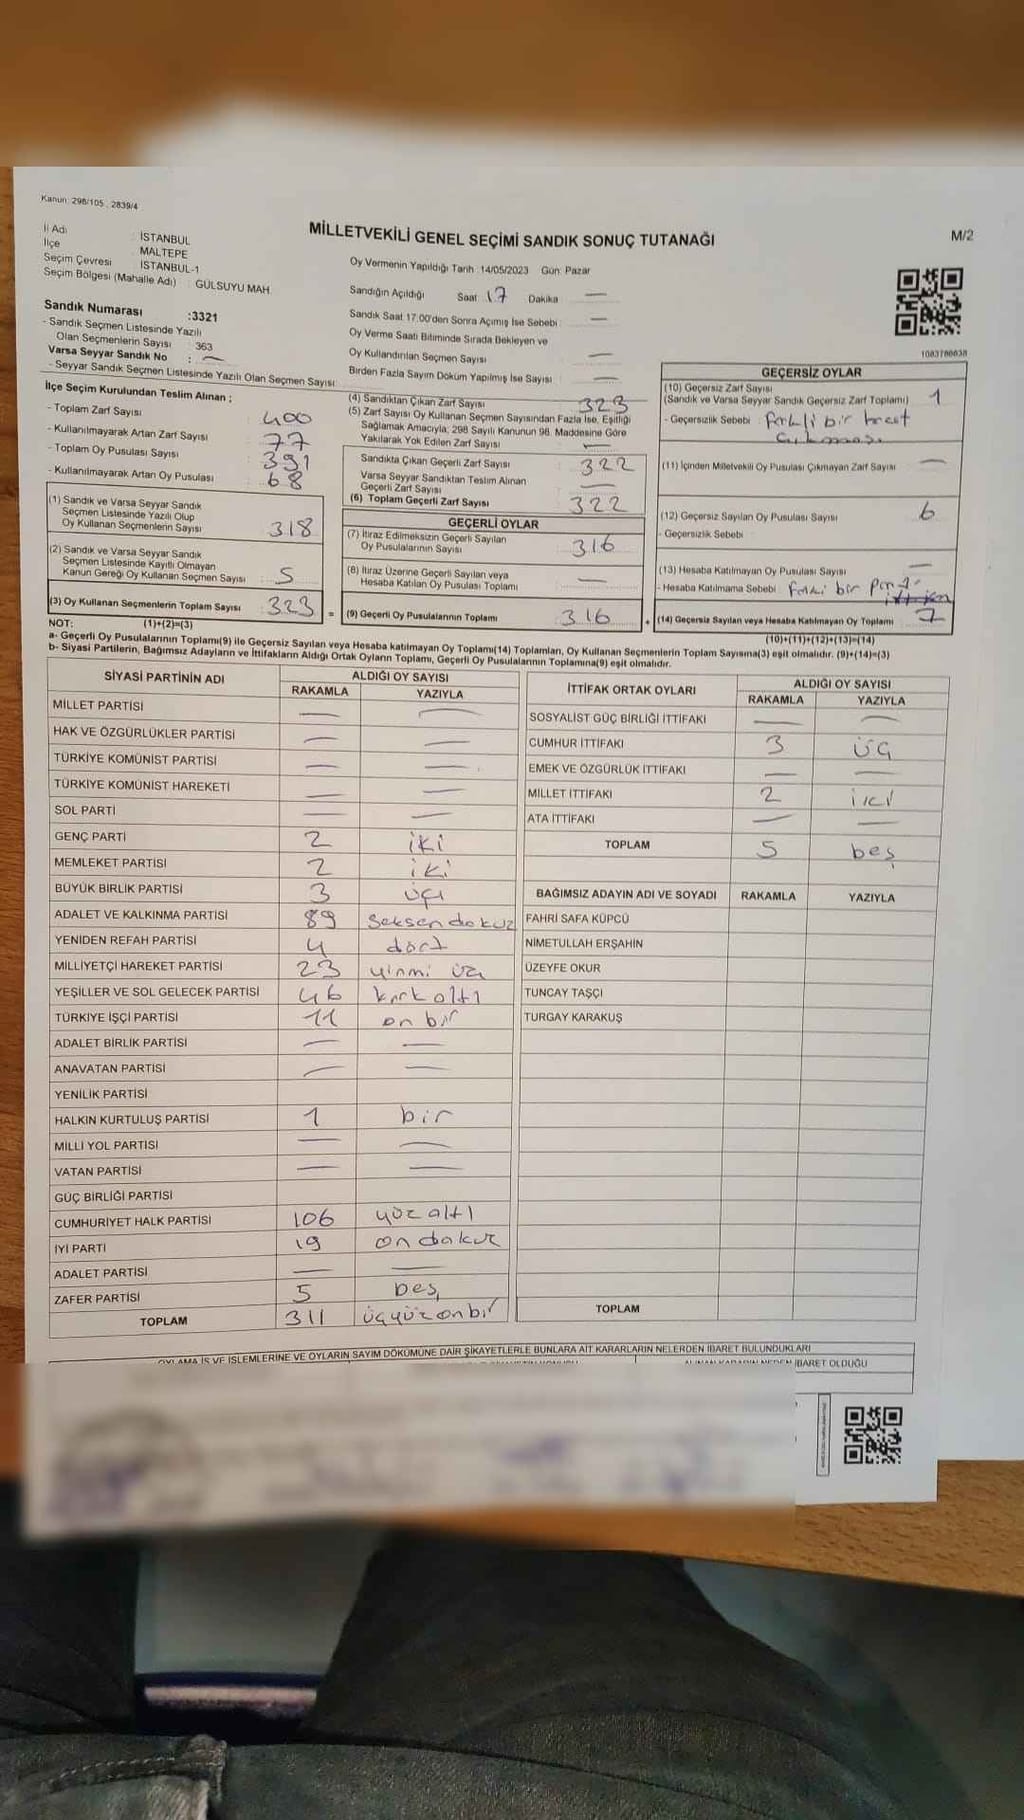 Kanun: 298/105, 2839/4
MİLLETVEKİLİ GENEL SEÇİMİ SANDIK SONUÇ TUTANAĞI
M/2
İl Adı : İSTANBUL
İlçe : MALTEPE
Seçim Çevresi : İSTANBUL-1
Seçim Bölgesi (Mahalle Adı) : GÜLSUYU MAH.
Oy Vermenin Yapıldığı Tarih :14/05/2023 Gün: Pazar
Sandığın Açıldığı Saat 17 Dakika —
Sandık Saat 17:00'den Sonra Açılmış İse Sebebi : —
Oy Verme Saati Bitiminde Sırada Bekleyen ve
Oy Kullandırılan Seçmen Sayısı —
Birden Fazla Sayım Döküm Yapılmış İse Sayısı —
1083786838
Sandık Numarası :3321
- Sandık Seçmen Listesinde Yazılı
Olan Seçmenlerin Sayısı : 363
Varsa Seyyar Sandık No : —
- Seyyar Sandık Seçmen Listesinde Yazılı Olan Seçmen Sayısı:
İlçe Seçim Kurulundan Teslim Alınan ;
- Toplam Zarf Sayısı 400
- Kullanılmayarak Artan Zarf Sayısı 77
- Toplam Oy Pusulası Sayısı 391
- Kullanılmayarak Artan Oy Pusulası 68
(1) Sandık ve Varsa Seyyar Sandık
Seçmen Listesinde Yazılı Olup
Oy Kullanan Seçmenlerin Sayısı 318
(2) Sandık ve Varsa Seyyar Sandık
Seçmen Listesinde Kayıtlı Olmayan
Kanun Gereği Oy Kullanan Seçmen Sayısı 5
(3) Oy Kullanan Seçmenlerin Toplam Sayısı 323 =
(4) Sandıktan Çıkan Zarf Sayısı 323
(5) Zarf Sayısı Oy Kullanan Seçmen Sayısından Fazla İse, Eşitliği
Sağlamak Amacıyla, 298 Sayılı Kanunun 98. Maddesine Göre
Yakılarak Yok Edilen Zarf Sayısı —
Sandıkta Çıkan Geçerli Zarf Sayısı 322
Varsa Seyyar Sandıktan Teslim Alınan
Geçerli Zarf Sayısı —
(6) Toplam Geçerli Zarf Sayısı 322
GEÇERLİ OYLAR
(7) İtiraz Edilmeksizin Geçerli Sayılan
Oy Pusulalarının Sayısı 316
(8) İtiraz Üzerine Geçerli Sayılan veya
Hesaba Katılan Oy Pusulası Toplamı —
(9) Geçerli Oy Pusulalarının Toplamı 316 +
GEÇERSİZ OYLAR
(10) Geçersiz Zarf Sayısı
(Sandık ve Varsa Seyyar Sandık Geçersiz Zarf Toplamı) 1
- Geçersizlik Sebebi farkli bir
(11) İçinden Milletvekili Oy Pusulası Çıkmayan Zarf Sayısı —
(12) Geçersiz Sayılan Oy Pusulası Sayısı 6
- Geçersizlik Sebebi
(13) Hesaba Katılmayan Oy Pusulası Sayısı —
- Hesaba Katılmama Sebebi : bir
(14) Geçersiz Sayılan veya Hesaba Katılmayan Oy Toplamı 7
NOT: (1)+(2)=(3)
(10)+(11)+(12)+(13)=(14)
a- Geçerli Oy Pusulalarının Toplamı(9) ile Geçersiz Sayılan veya Hesaba katılmayan Oy Toplamı(14) Toplamları, Oy Kullanan Seçmenlerin Toplam Sayısına(3) eşit olmalıdır. (9)+(14)=(3)
b- Siyasi Partilerin, Bağımsız Adayların ve İttifakların Aldığı Ortak Oyların Toplamı, Geçerli Oy Pusulalarının Toplamına(9) eşit olmalıdır.
SİYASİ PARTİNİN ADI
ALDIĞI OY SAYISI
RAKAMLA YAZIYLA
MİLLET PARTİSİ — —
HAK VE ÖZGÜRLÜKLER PARTİSİ — —
TÜRKİYE KOMÜNİST PARTİSİ — —
TÜRKİYE KOMÜNİST HAREKETİ — —
SOL PARTİ — —
GENÇ PARTİ 2 iki
MEMLEKET PARTİSİ 2 iki
BÜYÜK BİRLİK PARTİSİ 3 üç
ADALET VE KALKINMA PARTİSİ 89 Seksen dokuz
YENİDEN REFAH PARTİSİ 4 dört
MİLLİYETÇİ HAREKET PARTİSİ 23 yirmi üç
YEŞİLLER VE SOL GELECEK PARTİSİ 46 kırk altı
TÜRKİYE İŞÇİ PARTİSİ 11 on bir
ADALET BİRLİK PARTİSİ — —
ANAVATAN PARTİSİ — —
YENİLİK PARTİSİ
HALKIN KURTULUŞ PARTİSİ 1 bir
MİLLİ YOL PARTİSİ — —
VATAN PARTİSİ — —
GÜÇ BİRLİĞİ PARTİSİ
CUMHURİYET HALK PARTİSİ 106 yüz altı
İYİ PARTİ 19 on dokuz
ADALET PARTİSİ — —
ZAFER PARTİSİ 5 beş
TOPLAM 311 üçyüz onbir
İTTİFAK ORTAK OYLARI
ALDIĞI OY SAYISI
RAKAMLA YAZIYLA
SOSYALİST GÜÇ BİRLİĞİ İTTİFAKI — —
CUMHUR İTTİFAKI 3 üç
EMEK VE ÖZGÜRLÜK İTTİFAKI — —
MİLLET İTTİFAKI 2 iki
ATA İTTİFAKI — —
TOPLAM 5 beş
BAĞIMSIZ ADAYIN ADI VE SOYADI RAKAMLA YAZIYLA
FAHRİ SAFA KÜPCÜ
NİMETULLAH ERŞAHİN
ÜZEYFE OKUR
TUNCAY TAŞÇI
TURGAY KARAKUŞ
TOPLAM
OYLAMA İŞ VE İŞLEMLERİNE VE OYLARIN SAYIM DÖKÜMÜNE DAİR ŞİKAYETLERLE BUNLARA AİT KARARLARIN NELERDEN İBARET BULUNDUKLARI
ALINAN KARARIN NEDEN İBARET OLDUĞU